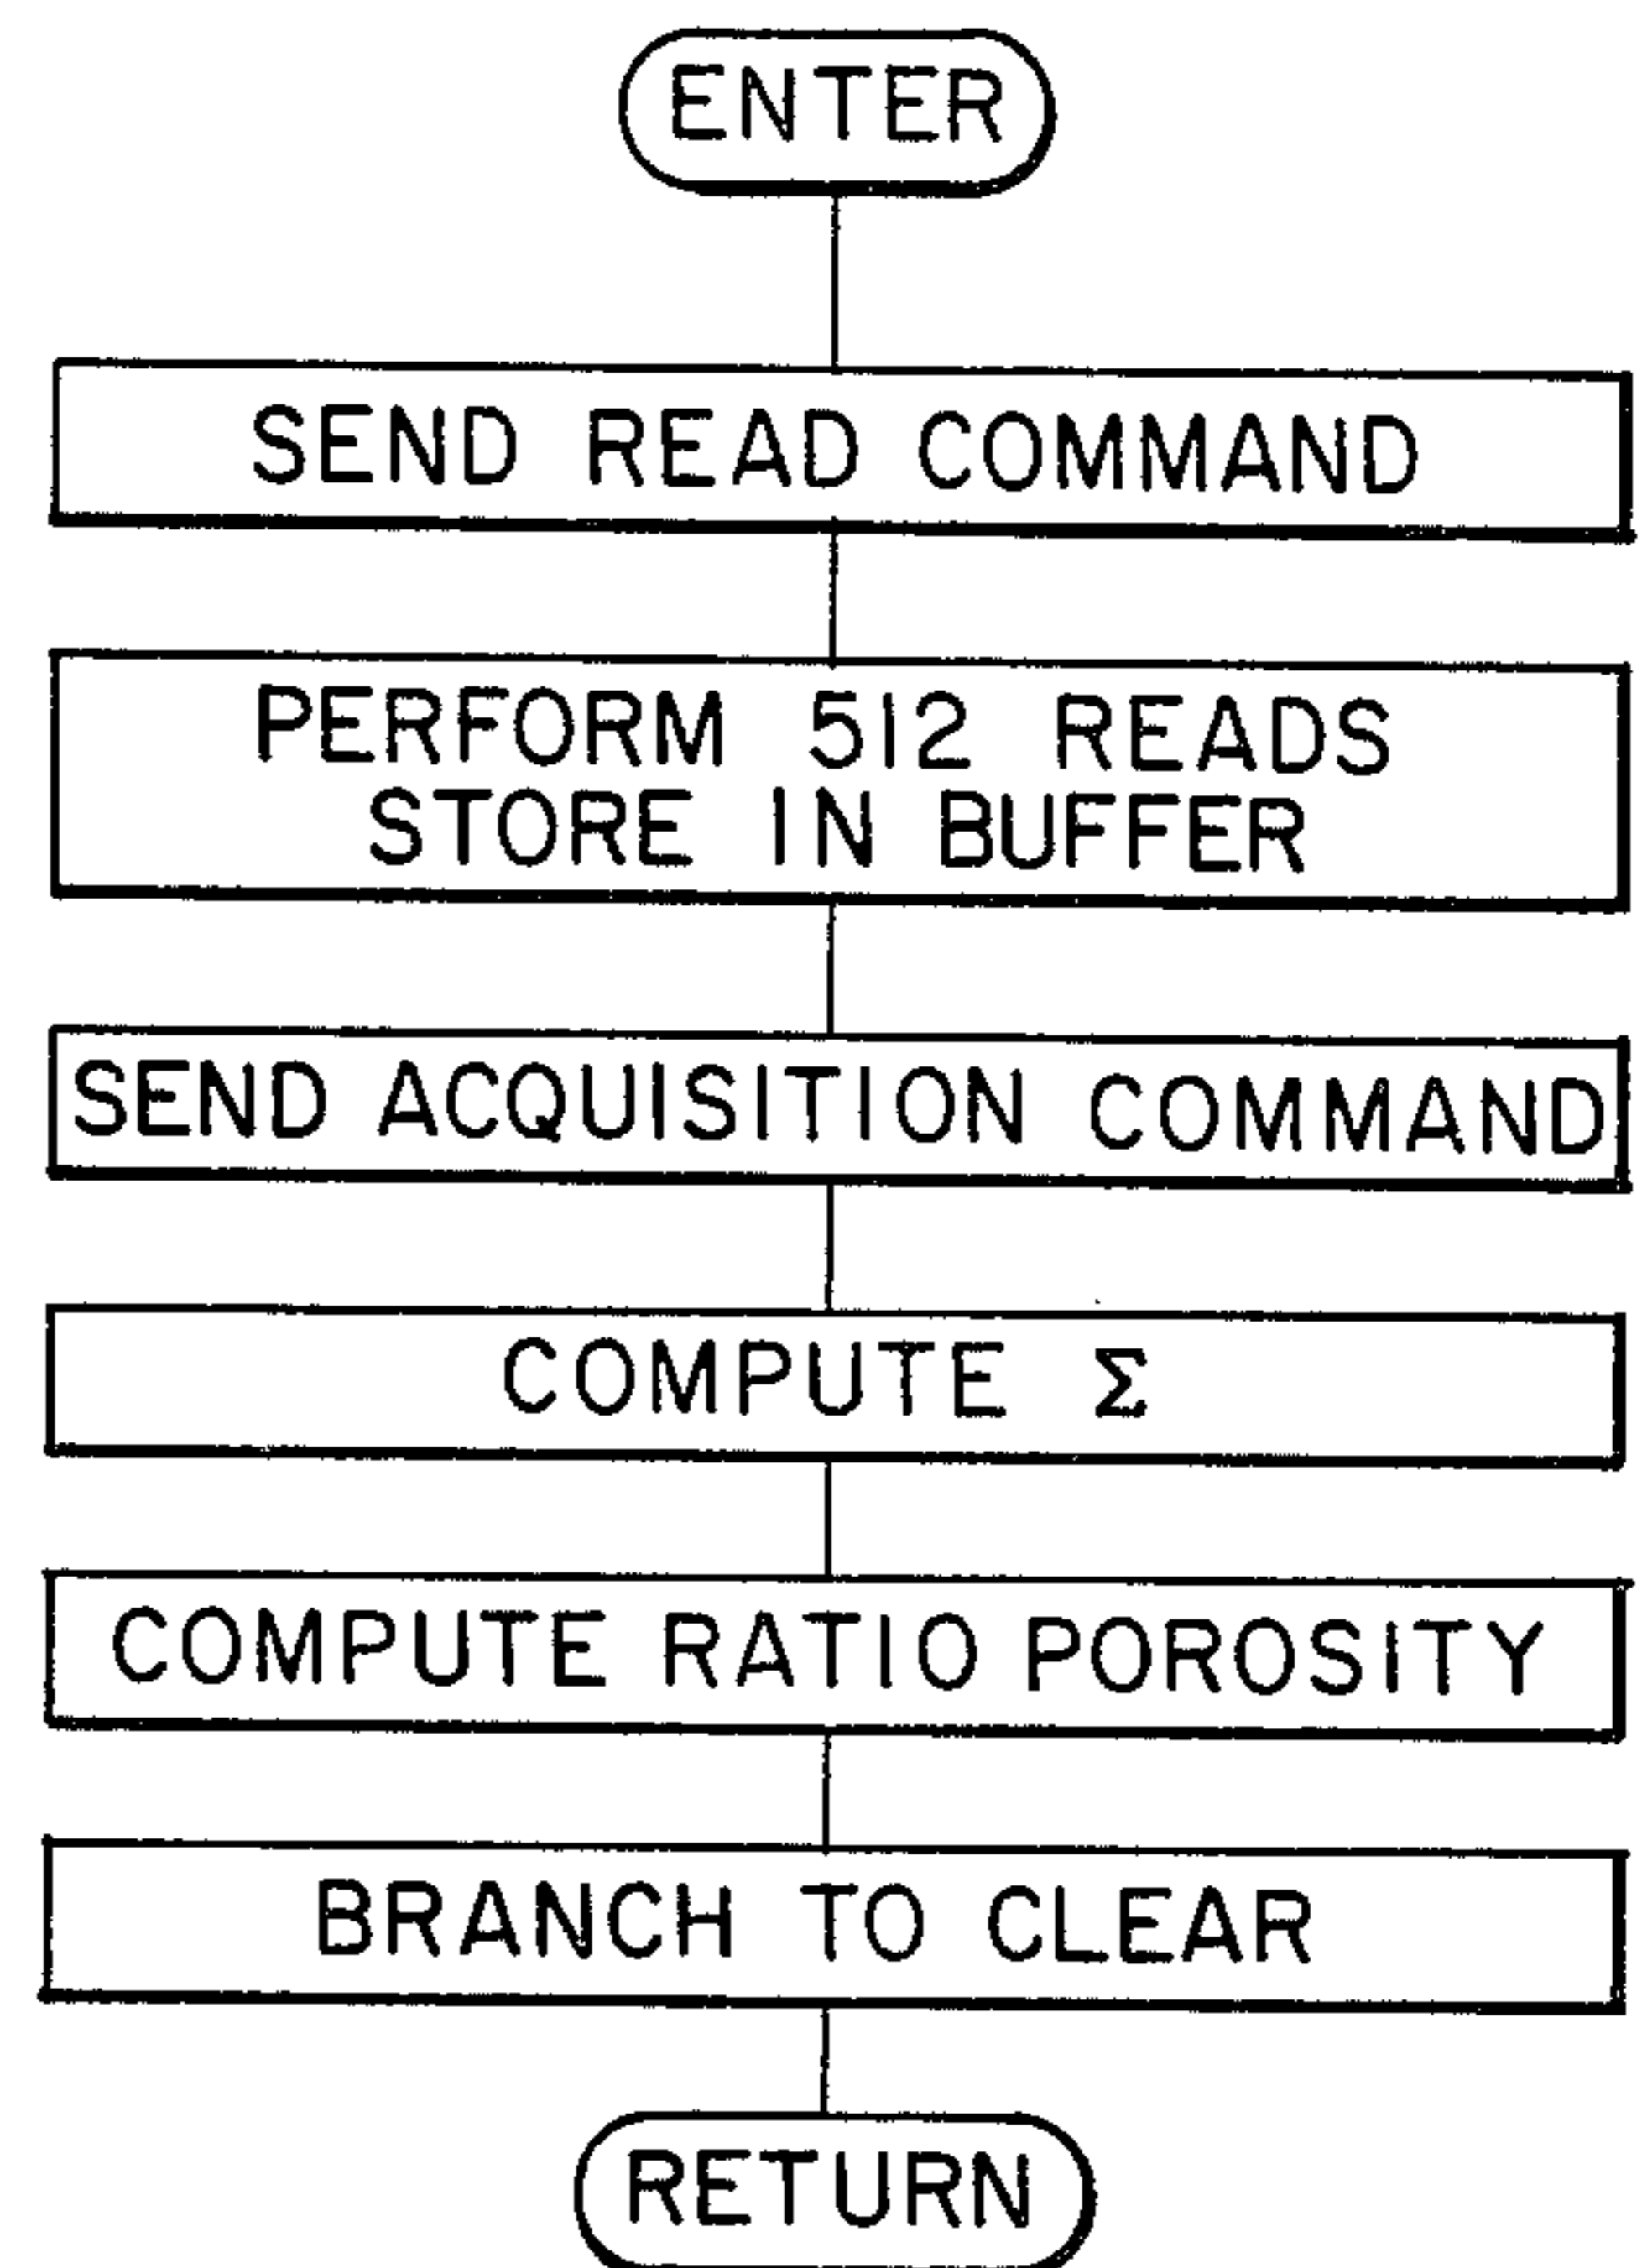 ENTER
SEND READ COMMAND
PERFORM 512 READS
STORE IN BUFFER
SEND ACQUISITION COMMAND
COMPUTE Σ
COMPUTE RATIO POROSITY
BRANCH TO CLEAR
RETURN